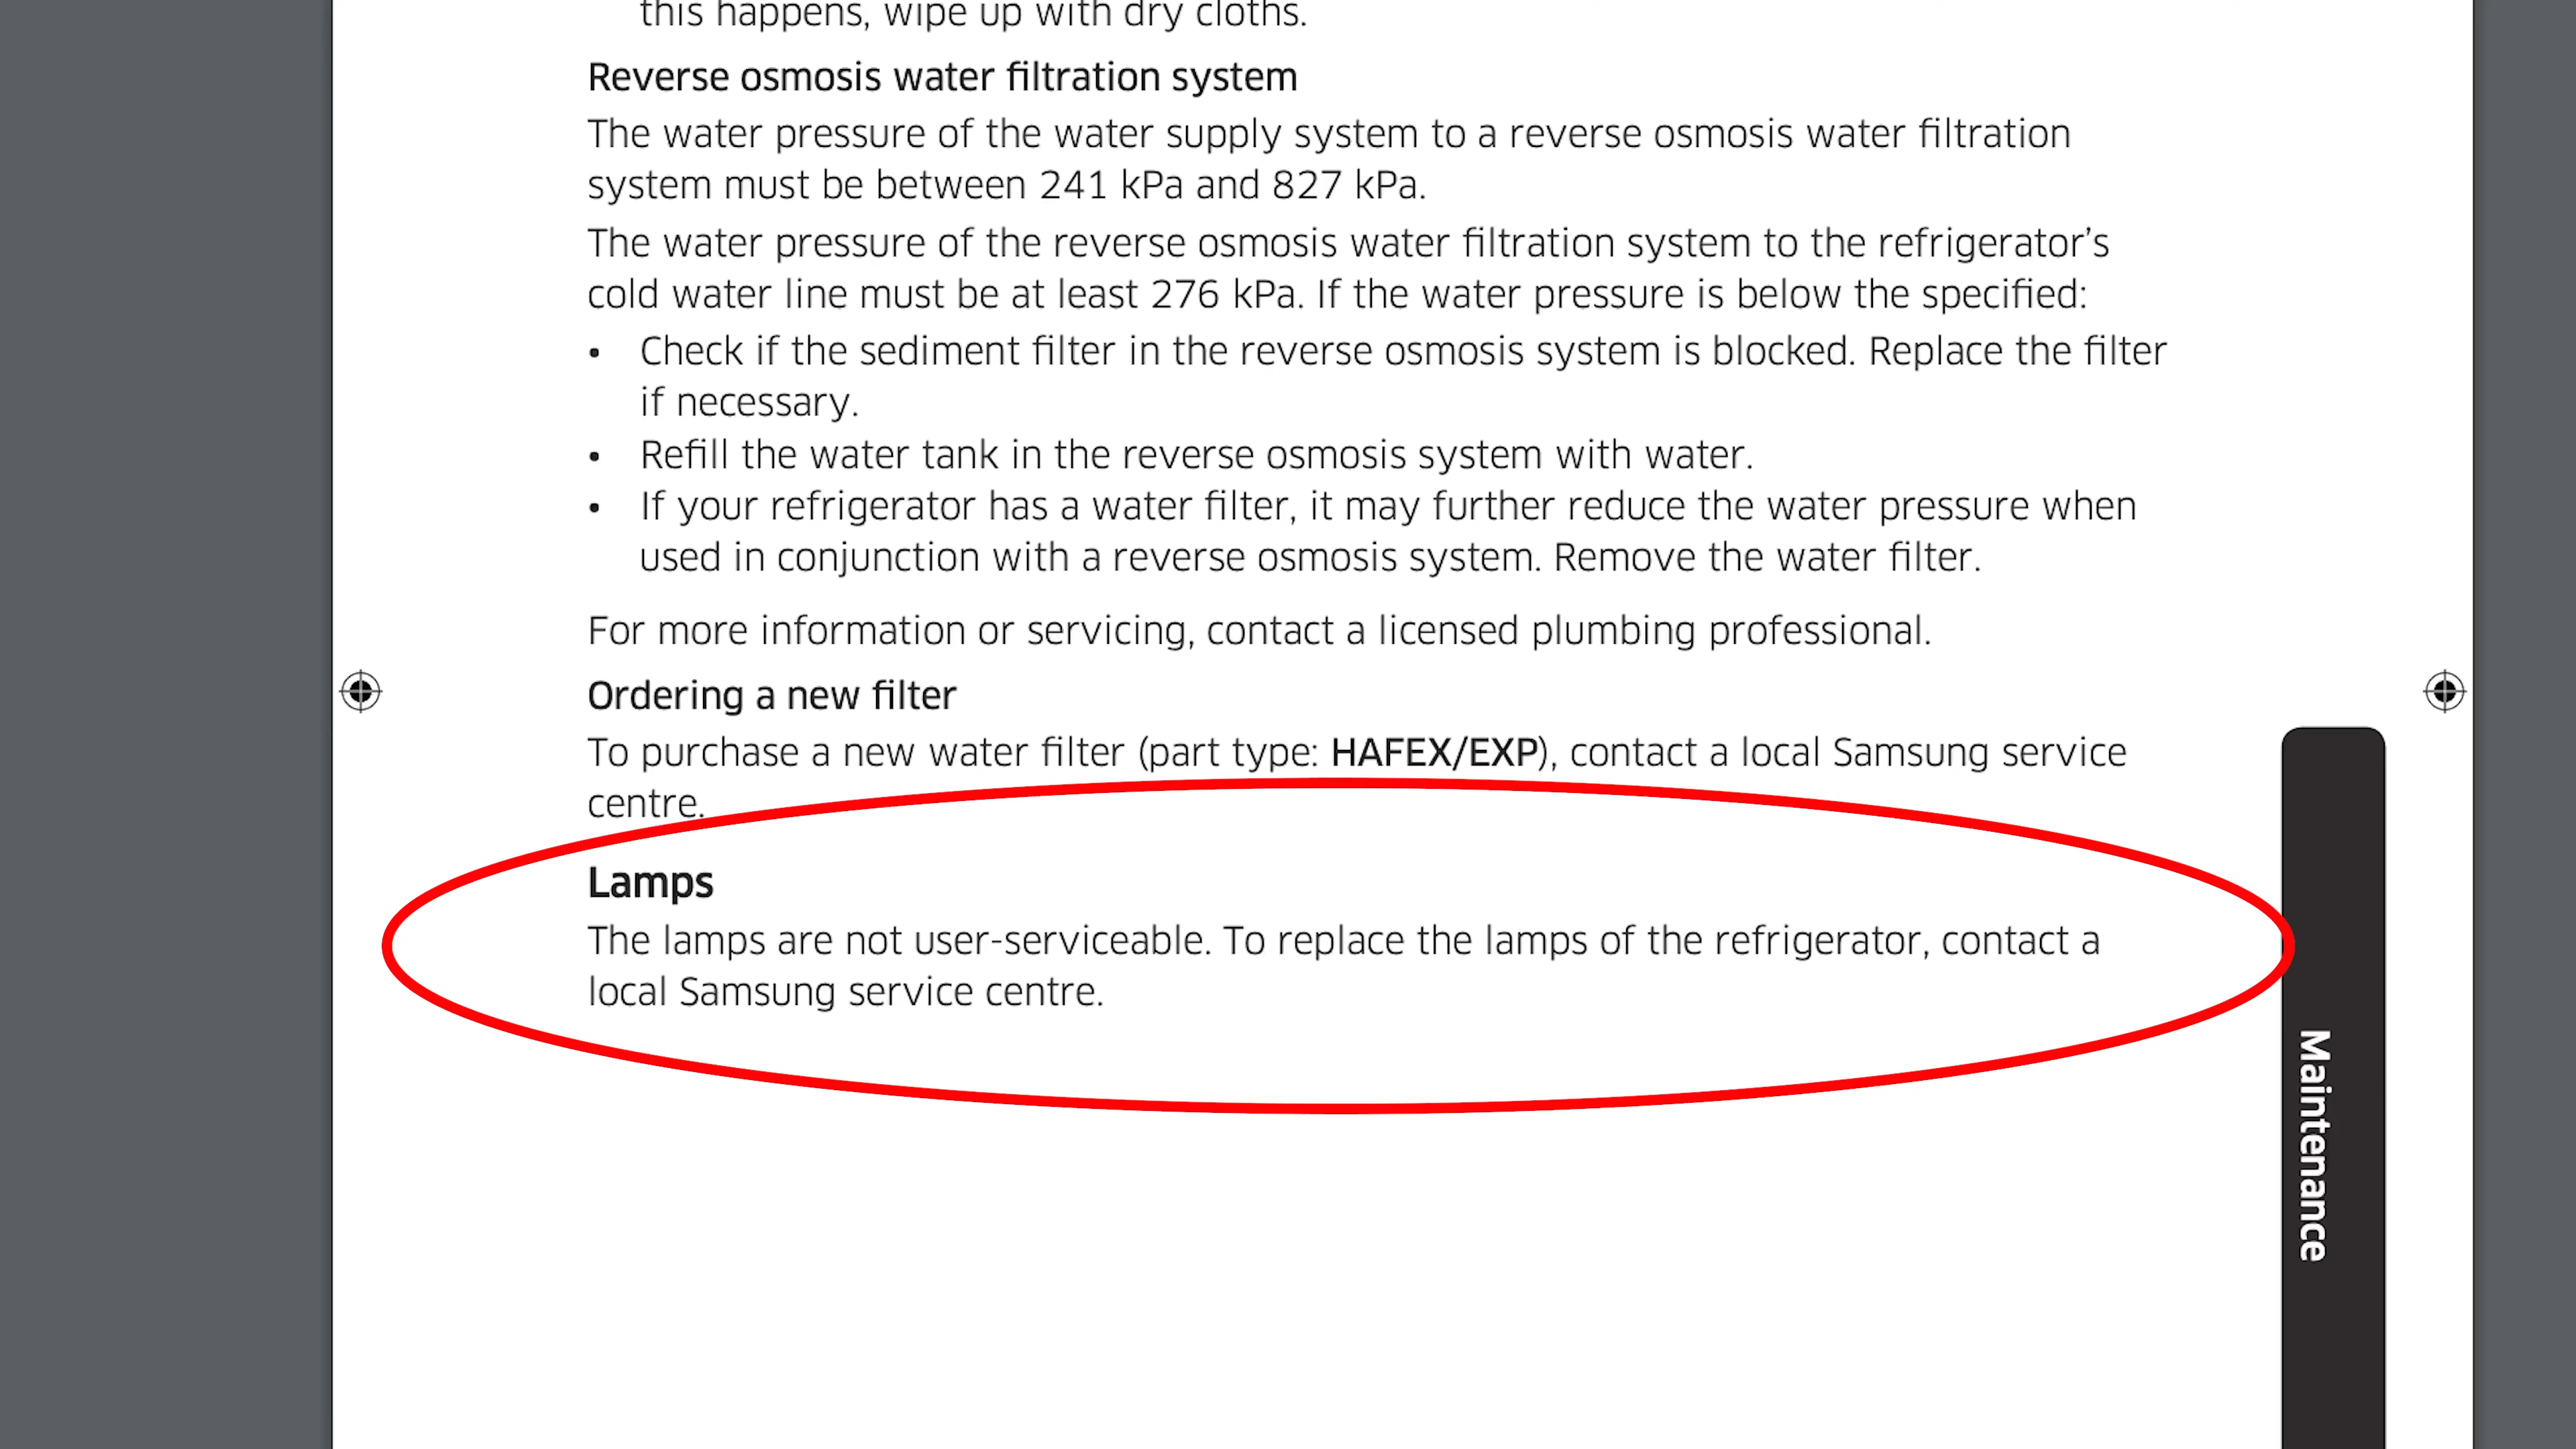 this happens, wipe up with dry cloths.
Reverse osmosis water filtration system
The water pressure of the water supply system to a reverse osmosis water filtration
system must be between 241 kPa and 827 kPa.
The water pressure of the reverse osmosis water filtration system to the refrigerator’s
cold water line must be at least 276 kPa. If the water pressure is below the specified:
• Check if the sediment filter in the reverse osmosis system is blocked. Replace the filter
if necessary.
• Refill the water tank in the reverse osmosis system with water.
• If your refrigerator has a water filter, it may further reduce the water pressure when
used in conjunction with a reverse osmosis system. Remove the water filter.
For more information or servicing, contact a licensed plumbing professional.
Ordering a new filter
To purchase a new water filter (part type: HAFEX/EXP), contact a local Samsung service
centre.
Lamps
The lamps are not user-serviceable. To replace the lamps of the refrigerator, contact a
local Samsung service centre.
Maintenance